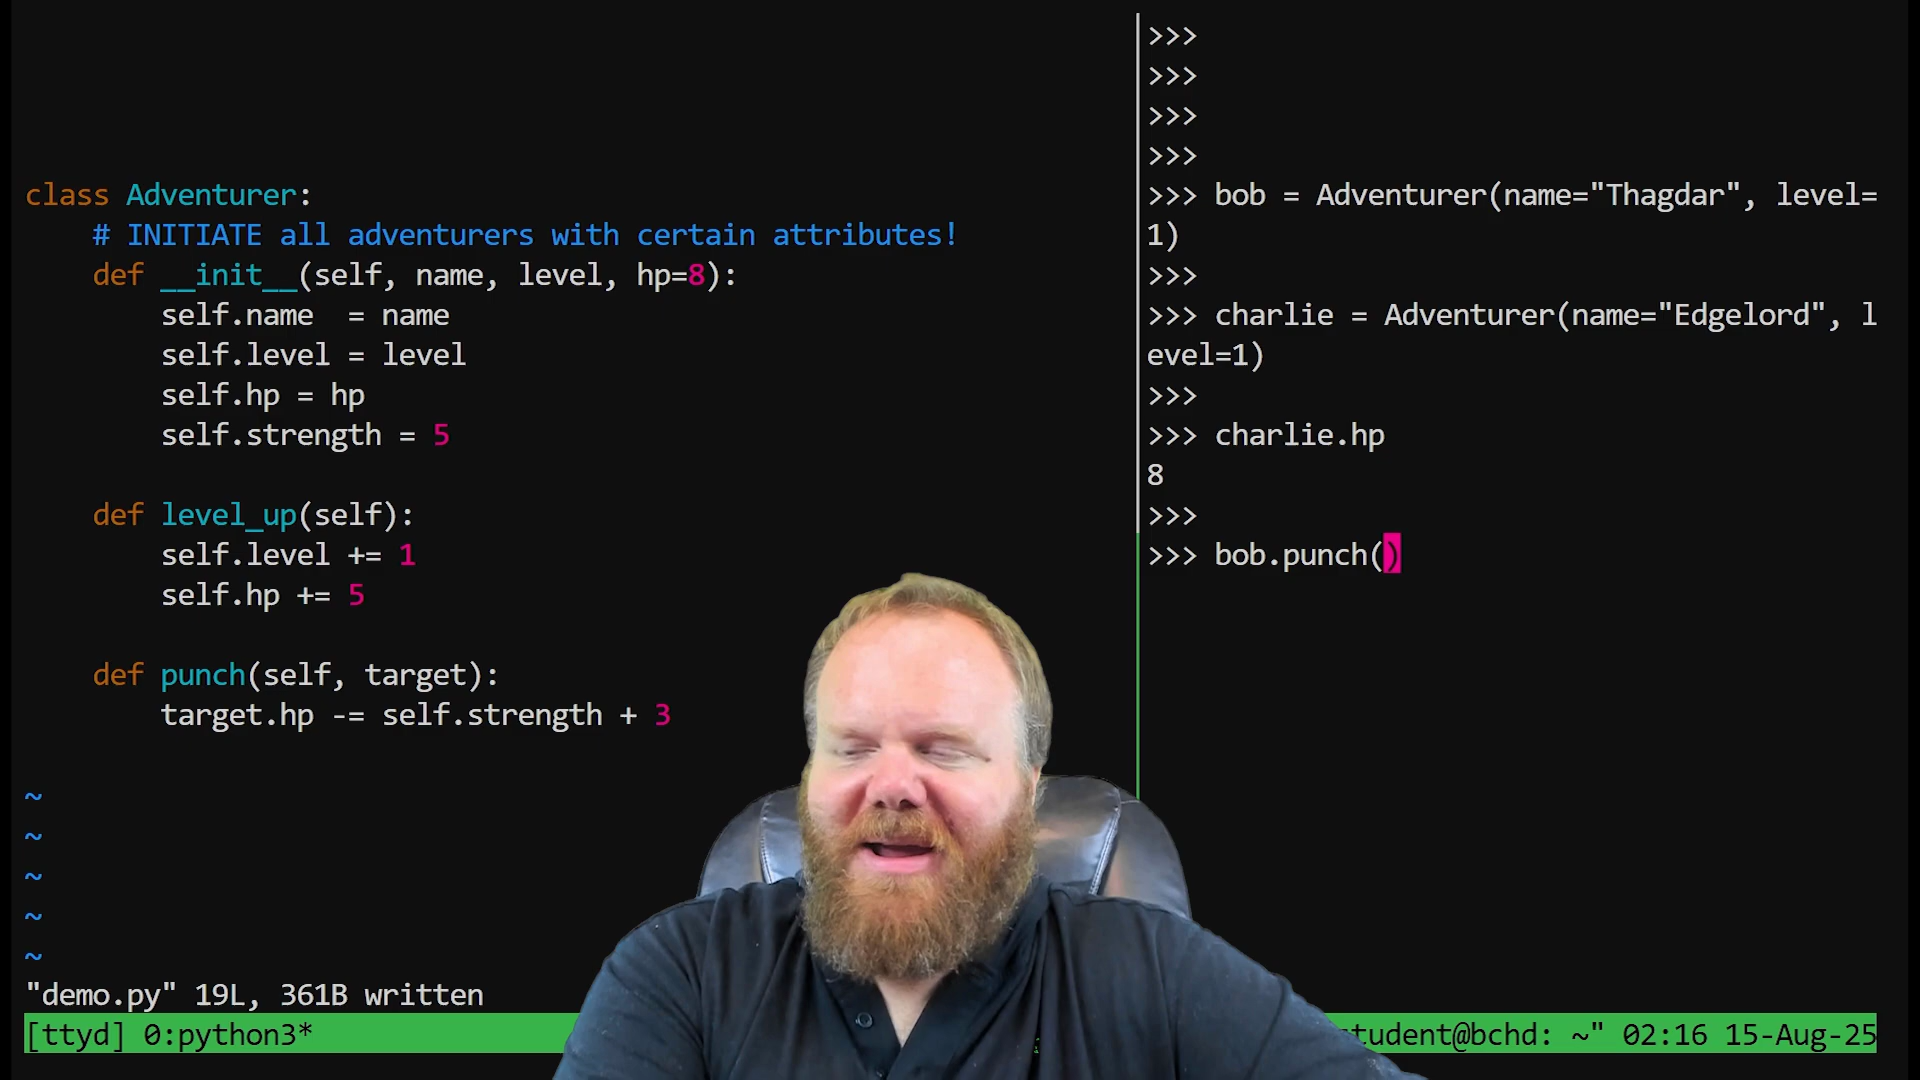 class Adventurer:
    # INITIATE all adventurers with certain attributes!
    def __init__(self, name, level, hp=8):
        self.name  = name
        self.level = level
        self.hp = hp
        self.strength = 5
    def level_up(self):
        self.level += 1
        self.hp += 5
    def punch(self, target):
        target.hp -= self.strength + 3
~
~
~
~
~
"demo.py" 19L, 361B written
>>>
>>>
>>>
>>>
>>> bob = Adventurer(name="Thagdar", level=
1)
>>>
>>> charlie = Adventurer(name="Edgelord", l
evel=1)
>>>
>>> charlie.hp
8
>>>
>>> bob.punch()
[ttyd] 0:python3* student@bchd: ~" 02:16 15-Aug-25